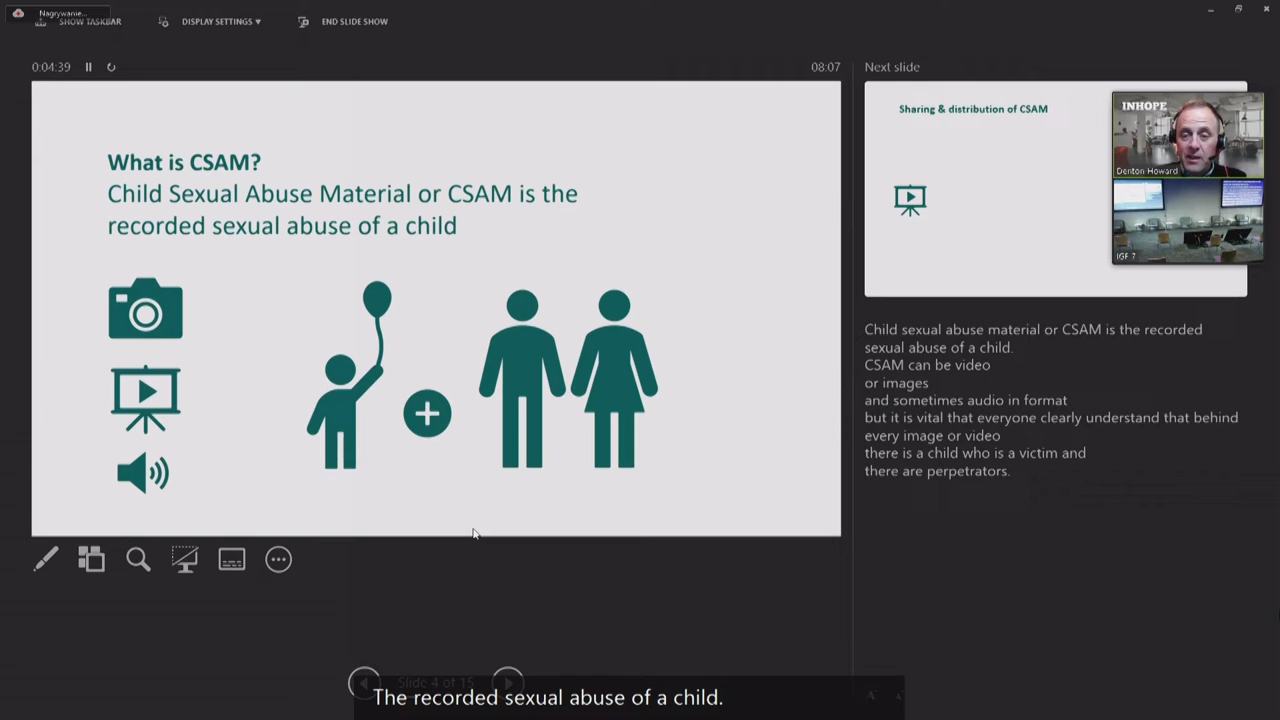 Nagrywanie...
SHOW TASKBAR
DISPLAY SETTINGS ▾
END SLIDE SHOW
0:04:39
08:07
Next slide
What is CSAM?
Child Sexual Abuse Material or CSAM is the
recorded sexual abuse of a child
Sharing & distribution of CSAM
INHOPE
Denton Howard
IGF 7
Child sexual abuse material or CSAM is the recorded
sexual abuse of a child.
CSAM can be video
or images
and sometimes audio in format
but it is vital that everyone clearly understand that behind
every image or video
there is a child who is a victim and
there are perpetrators.
Slide 4 of 15
A
A
The recorded sexual abuse of a child.